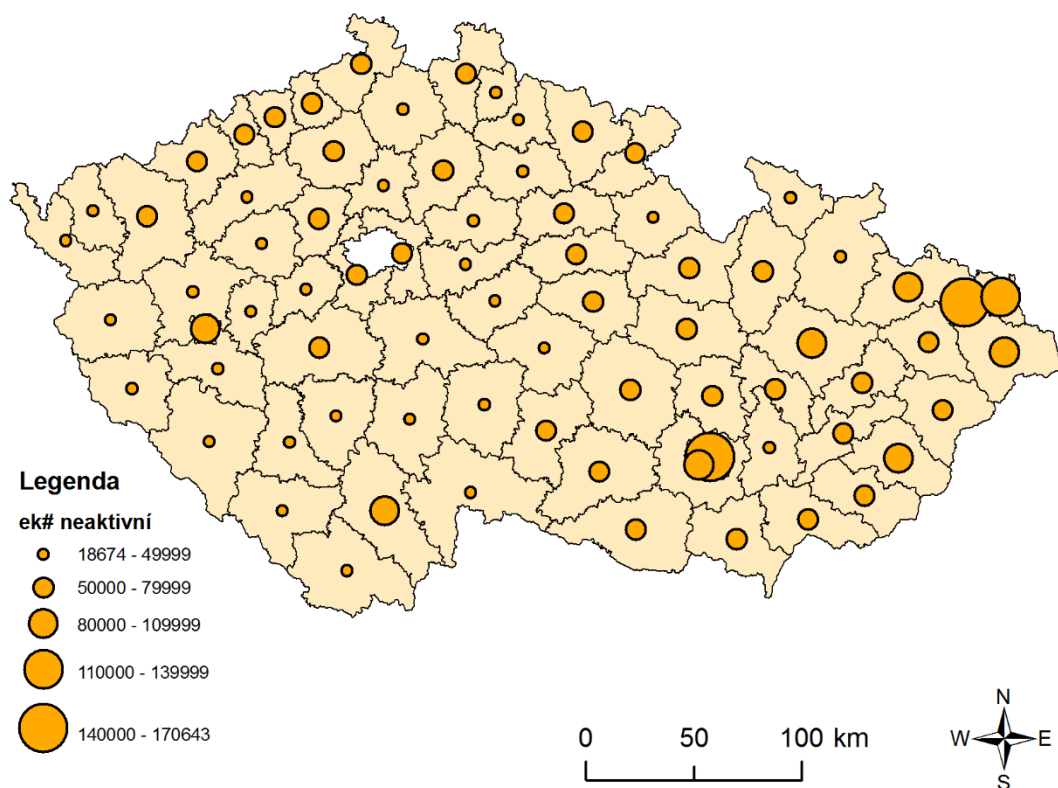 Legenda
ek# neaktivní
18674 - 49999
50000 - 79999
80000 - 109999
110000 - 139999
140000 - 170643
0 50 100 km
N
W E
S